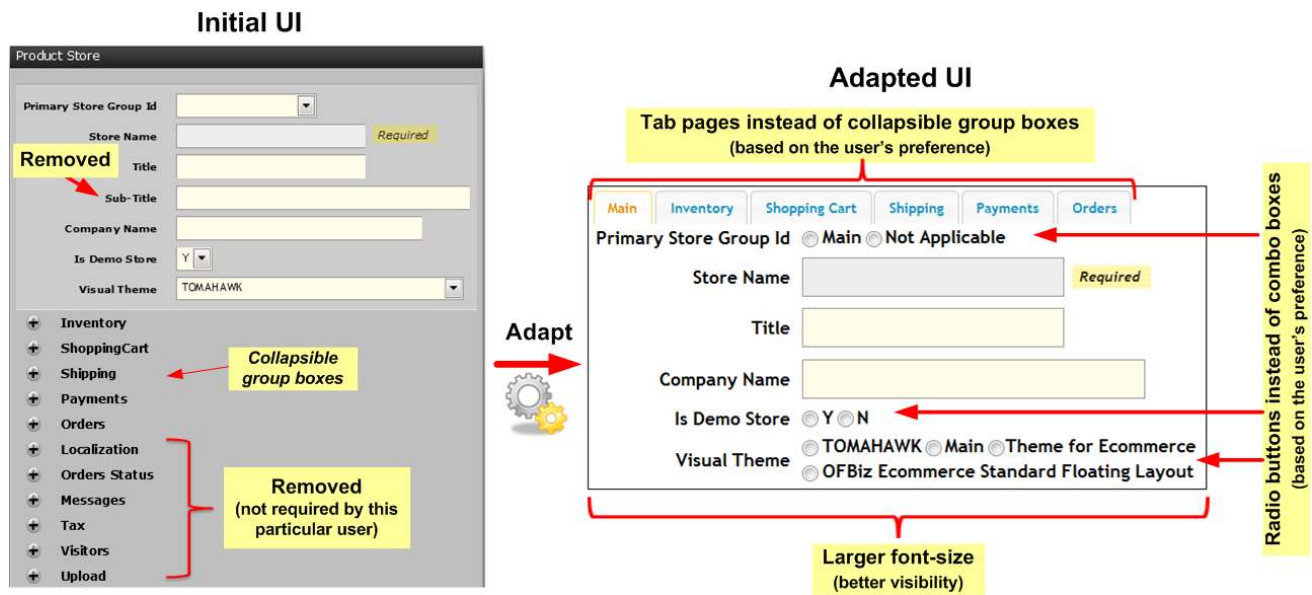 Initial UI
Product Store
Primary Store Group Id
Store Name
Required
Removed
Title
Sub-Title
Company Name
Is Demo Store
Y
Visual Theme
TOMAHAWK
Inventory
ShoppingCart
Shipping
Payments
Orders
Localization
Orders Status
Messages
Tax
Visitors
Upload
Collapsible
group boxes
Removed
(not required by this
particular user)
Adapt
Adapted UI
Tab pages instead of collapsible group boxes
(based on the user's preference)
Main Inventory Shopping Cart Shipping Payments Orders
Primary Store Group Id Main Not Applicable
Store Name Required
Title
Company Name
Is Demo Store Y N
Visual Theme
TOMAHAWK Main Theme for Ecommerce
OFBiz Ecommerce Standard Floating Layout
Larger font-size
(better visibility)
Radio buttons instead of combo boxes
(based on the user's preference)